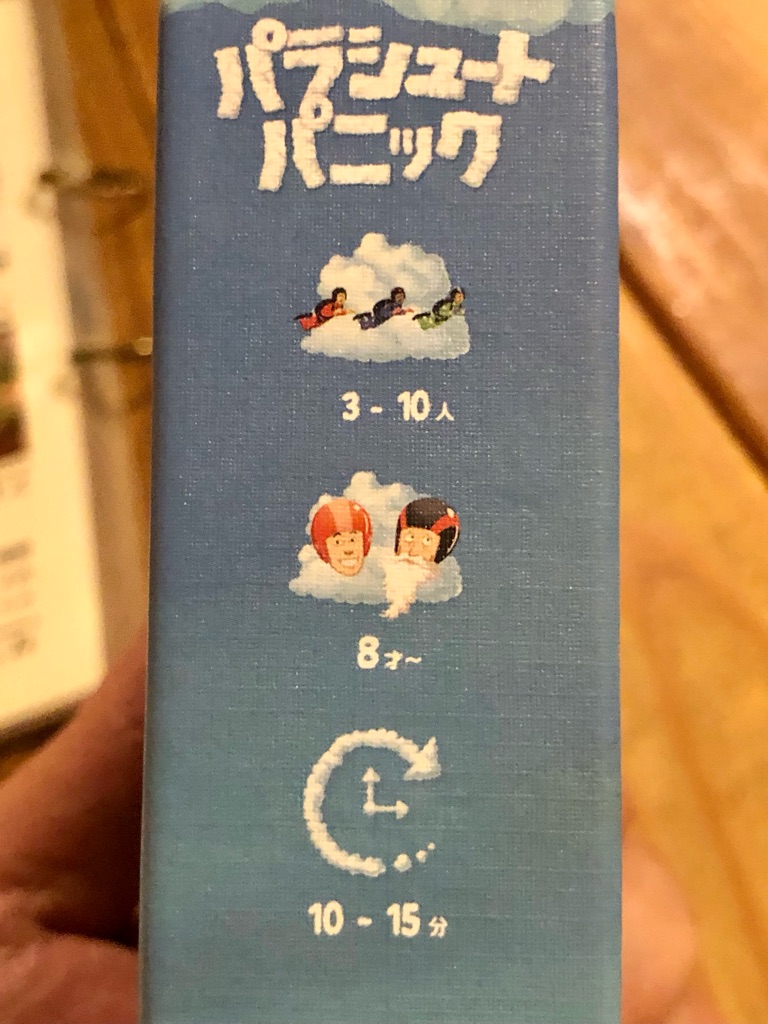 パラシュート
パニック
3 - 10人
8才~
10 - 15分